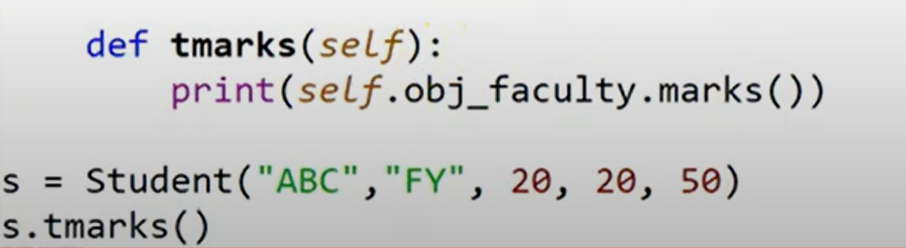 def tmarks(self):
print(self.obj_faculty.marks())
s = Student("ABC","FY", 20, 20, 50)
s.tmarks()